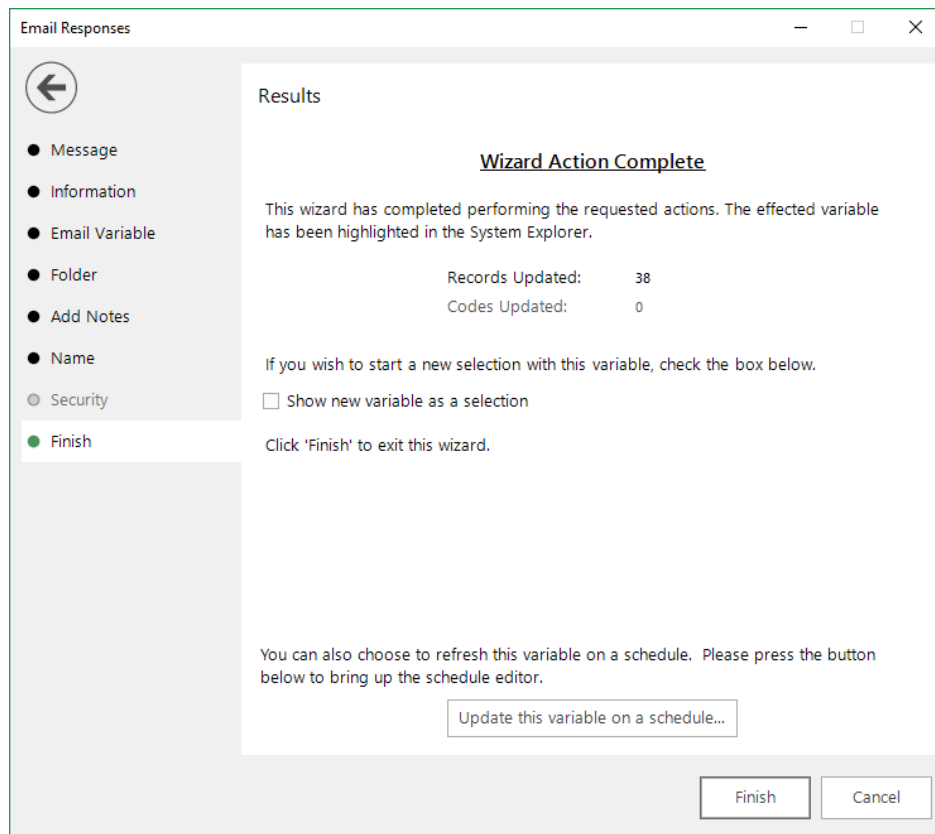 Email Responses
Results
Message
Information
Email Variable
Folder
Add Notes
Name
Security
Finish
Wizard Action Complete
This wizard has completed performing the requested actions. The effected variable
has been highlighted in the System Explorer.
Records Updated: 38
Codes Updated: 0
If you wish to start a new selection with this variable, check the box below.
Show new variable as a selection
Click 'Finish' to exit this wizard.
You can also choose to refresh this variable on a schedule. Please press the button
below to bring up the schedule editor.
Update this variable on a schedule...
Finish Cancel